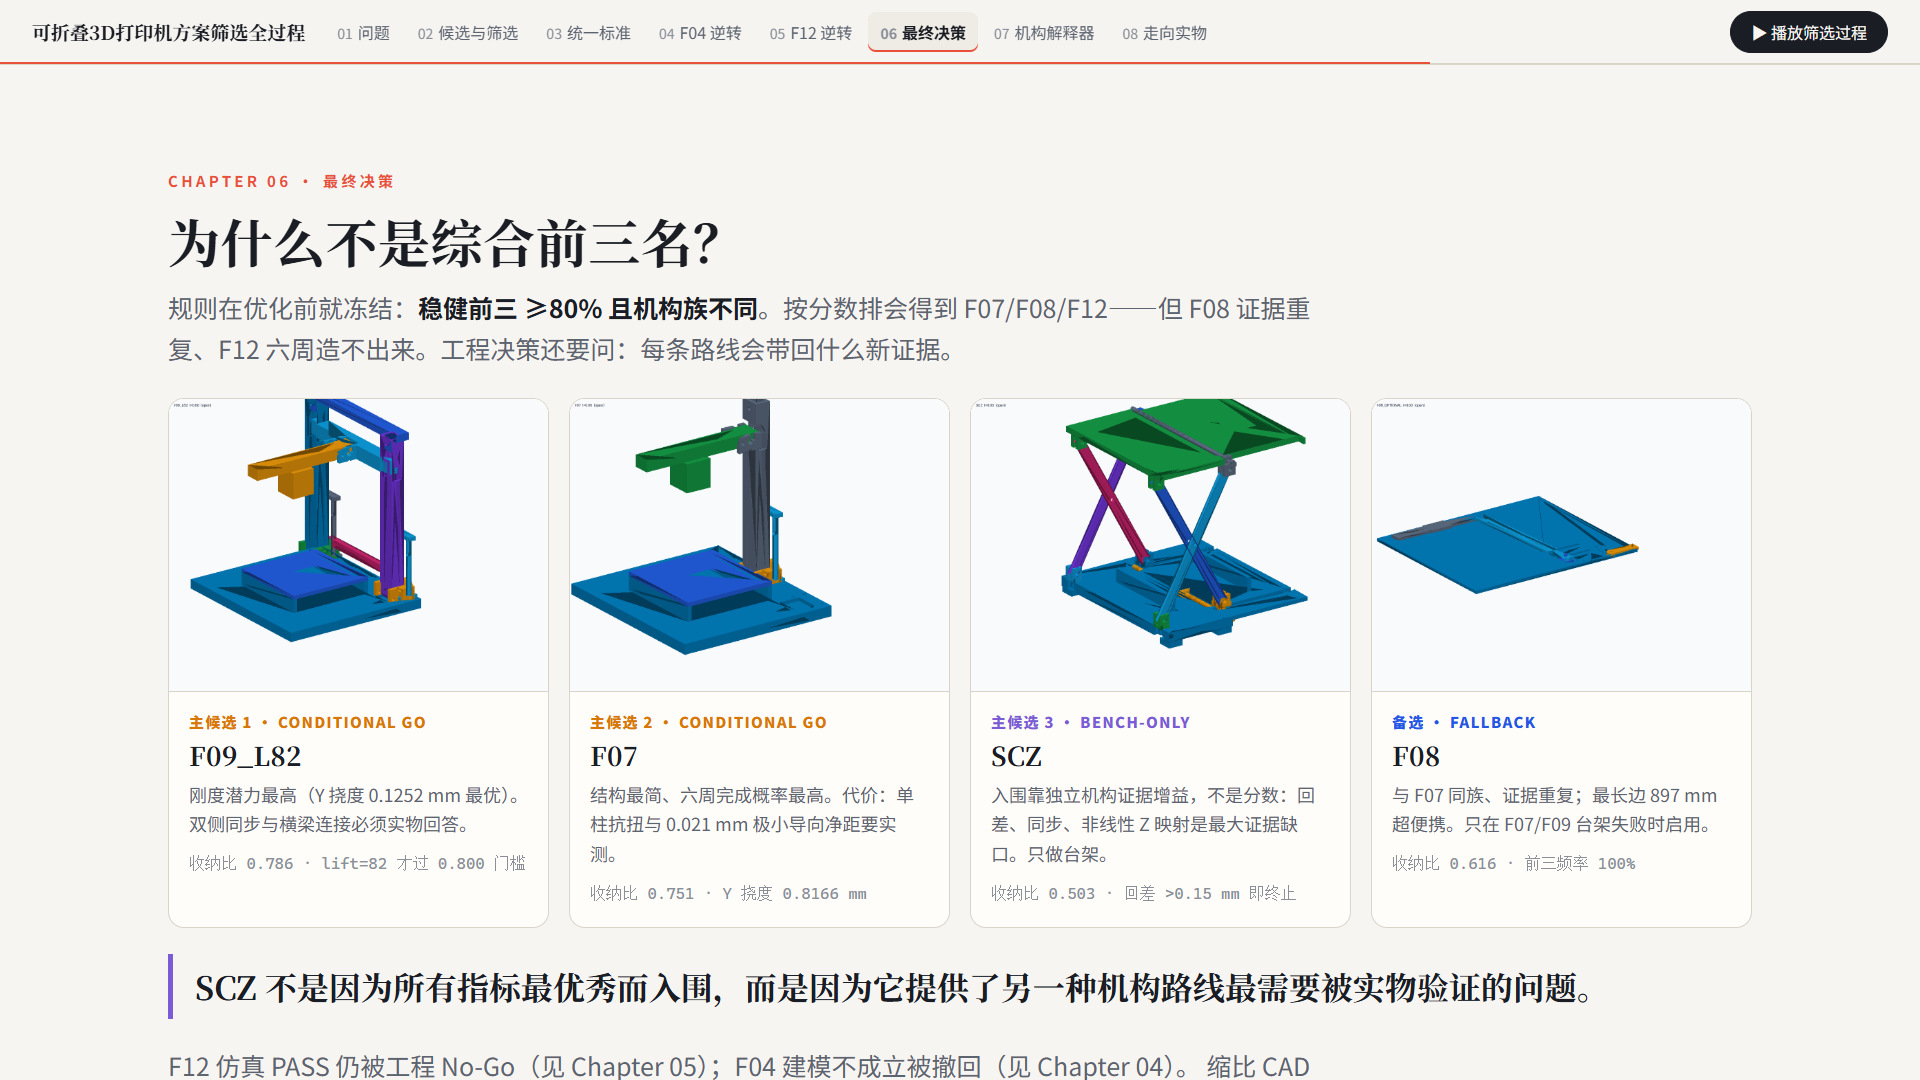 可折叠3D打印机方案筛选全过程
01 问题
02 候选与筛选
03 统一标准
04 F04 逆转
05 F12 逆转
06 最终决策
07 机构解释器
08 走向实物
▶ 播放筛选过程
CHAPTER 06 · 最终决策
为什么不是综合前三名？
规则在优化前就冻结：稳健前三 ≥80% 且机构族不同。按分数排会得到 F07/F08/F12——但 F08 证据重
复、F12 六周造不出来。工程决策还要问：每条路线会带回什么新证据。
主候选 1 · CONDITIONAL GO
F09_L82
刚度潜力最高（Y 挠度 0.1252 mm 最优）。
双侧同步与横梁连接必须实物回答。
收纳比 0.786 · lift=82 才过 0.800 门槛
主候选 2 · CONDITIONAL GO
F07
结构最简、六周完成概率最高。代价：单
柱抗扭与 0.021 mm 极小导向净距要实
测。
收纳比 0.751 · Y 挠度 0.8166 mm
主候选 3 · BENCH-ONLY
SCZ
入围靠独立机构证据增益，不是分数：回
差、同步、非线性 Z 映射是最大证据缺
口。只做台架。
收纳比 0.503 · 回差 >0.15 mm 即终止
备选 · FALLBACK
F08
与 F07 同族、证据重复；最长边 897 mm
超便携。只在 F07/F09 台架失败时启用。
收纳比 0.616 · 前三频率 100%
SCZ 不是因为所有指标最优秀而入围，而是因为它提供了另一种机构路线最需要被实物验证的问题。
F12 仿真 PASS 仍被工程 No-Go（见 Chapter 05）；F04 建模不成立被撤回（见 Chapter 04）。 缩比 CAD